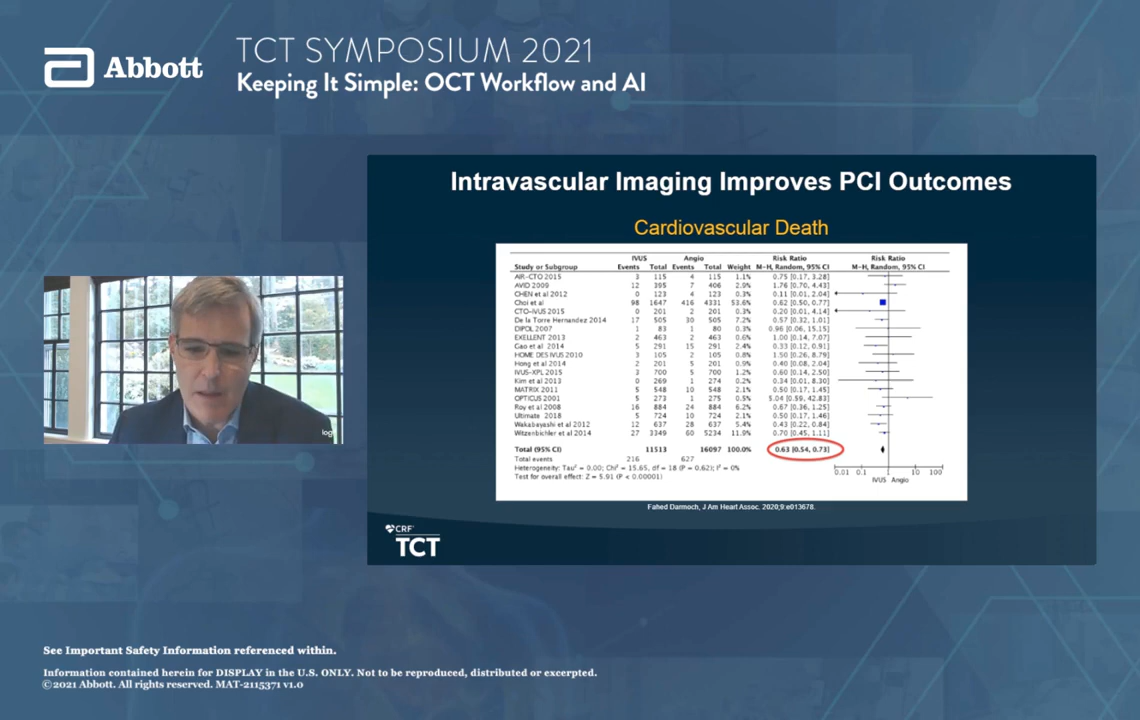 Abbott
TCT SYMPOSIUM 2021
Keeping It Simple: OCT Workflow and AI
Intravascular Imaging Improves PCI Outcomes
Cardiovascular Death
IVUS Angio Risk Ratio Risk Ratio
Study or Subgroup Events Total Events Total Weight M-H, Random, 95% CI M-H, Random, 95% CI
AIR-CTO 2015 3 115 4 115 1.1% 0.75 [0.17, 3.28]
AVID 2009 12 395 7 406 2.9% 1.76 [0.70, 4.43]
CHEN et al 2012 0 123 4 123 0.3% 0.11 [0.01, 2.04]
Choi et al 98 1647 416 4331 53.6% 0.62 [0.50, 0.77]
CTO-IVUS 2015 0 201 2 201 0.3% 0.20 [0.01, 4.14]
De la Torre Hernandez 2014 17 505 30 505 7.2% 0.57 [0.32, 1.01]
DIPOL 2007 1 83 1 80 0.3% 0.96 [0.06, 15.15]
EXELLENT 2013 2 463 2 463 0.6% 1.00 [0.14, 7.07]
Gao et al 2014 5 291 15 291 2.4% 0.33 [0.12, 0.91]
HOME DES IVUS 2010 3 105 2 105 0.8% 1.50 [0.26, 8.79]
Hong et al 2014 2 201 5 201 0.9% 0.40 [0.08, 2.04]
IVUS-XPL 2015 3 700 5 700 1.2% 0.60 [0.14, 2.50]
Kim et al 2013 0 269 1 274 0.2% 0.34 [0.01, 8.30]
MATRIX 2011 5 548 10 548 2.1% 0.50 [0.17, 1.45]
OPTICUS 2001 5 273 1 275 0.5% 5.04 [0.59, 42.83]
Roy et al 2008 16 884 24 884 6.2% 0.67 [0.36, 1.25]
Ultimate 2018 5 724 10 724 2.1% 0.50 [0.17, 1.46]
Wakabayashi et al 2012 12 637 28 637 5.4% 0.43 [0.22, 0.84]
Witzenbichler et al 2014 27 3349 60 5234 11.9% 0.70 [0.45, 1.11]
Total (95% CI) 11513 16097 100.0% 0.63 [0.54, 0.73]
Total events 216 627
Heterogeneity: Tau² = 0.00; Chi² = 15.65, df = 18 (P = 0.62); I² = 0%
Test for overall effect: Z = 5.91 (P < 0.00001)
0.01 0.1 1 10 100
IVUS Angio
Fahed Darmoch, J Am Heart Assoc. 2020;9:e013678.
CRF
TCT
See Important Safety Information referenced within.
Information contained herein for DISPLAY in the U.S. ONLY. Not to be reproduced, distributed or excerpted.
©2021 Abbott. All rights reserved. MAT-2115371 v1.0